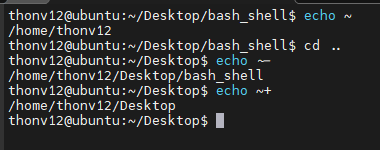 thonv12@ubuntu:~/Desktop/bash_shell$ echo ~
/home/thonv12
thonv12@ubuntu:~/Desktop/bash_shell$ cd ..
thonv12@ubuntu:~/Desktop$ echo ~-
/home/thonv12/Desktop/bash_shell
thonv12@ubuntu:~/Desktop$ echo ~+
/home/thonv12/Desktop
thonv12@ubuntu:~/Desktop$